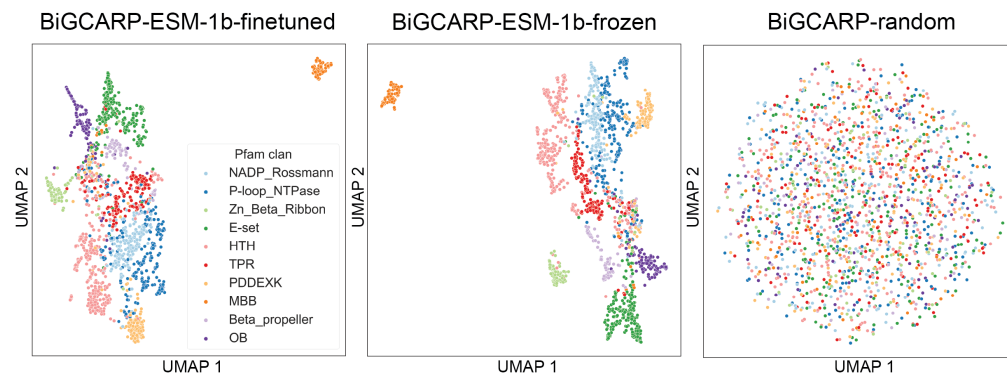 BiGCARP-ESM-1b-finetuned
BiGCARP-ESM-1b-frozen
BiGCARP-random
UMAP 2
Pfam clan
NADP_Rossmann
P-loop_NTPase
Zn_Beta_Ribbon
E-set
HTH
TPR
PDDEXK
MBB
Beta_propeller
OB
UMAP 1
UMAP 2
UMAP 1
UMAP 2
UMAP 1